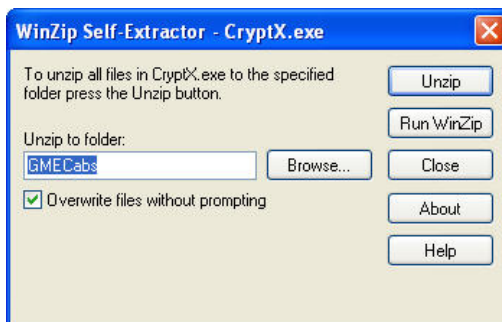 WinZip Self-Extractor - CryptX.exe
To unzip all files in CryptX.exe to the specified
folder press the Unzip button.
Unzip to folder:
GMECabs
Browse...
Overwrite files without prompting
Unzip
Run WinZip
Close
About
Help